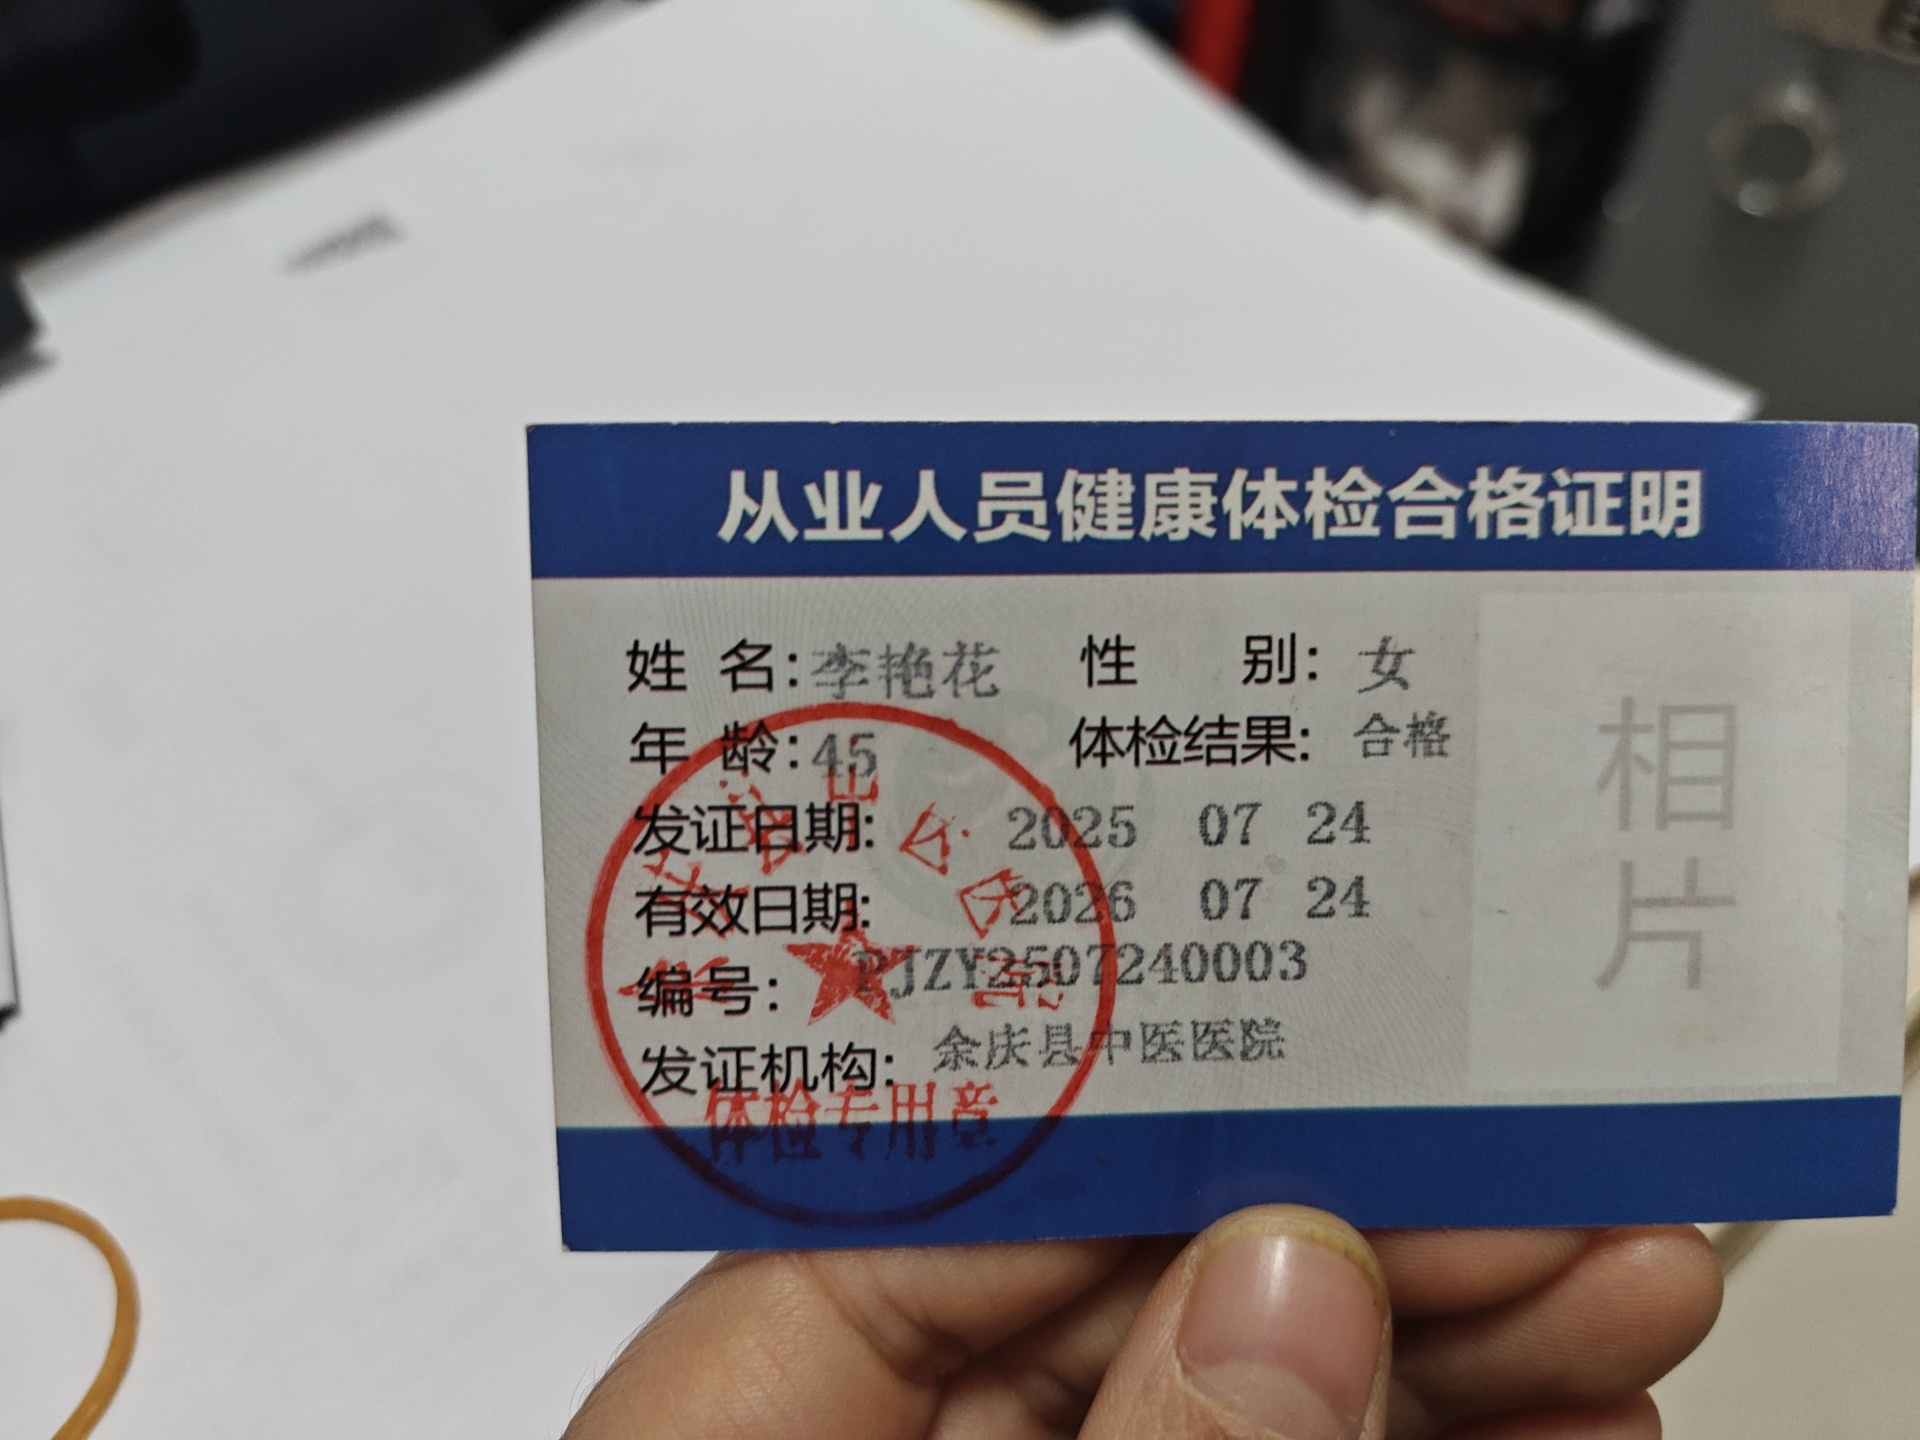 从业人员健康体检合格证明
姓 名：李艳花 性 别：女
年 龄：45 体检结果：合格
发证日期： 2025 07 24
有效日期： 2026 07 24
编号： PJZY2507240003
发证机构： 余庆县中医医院
相片
体检专用章